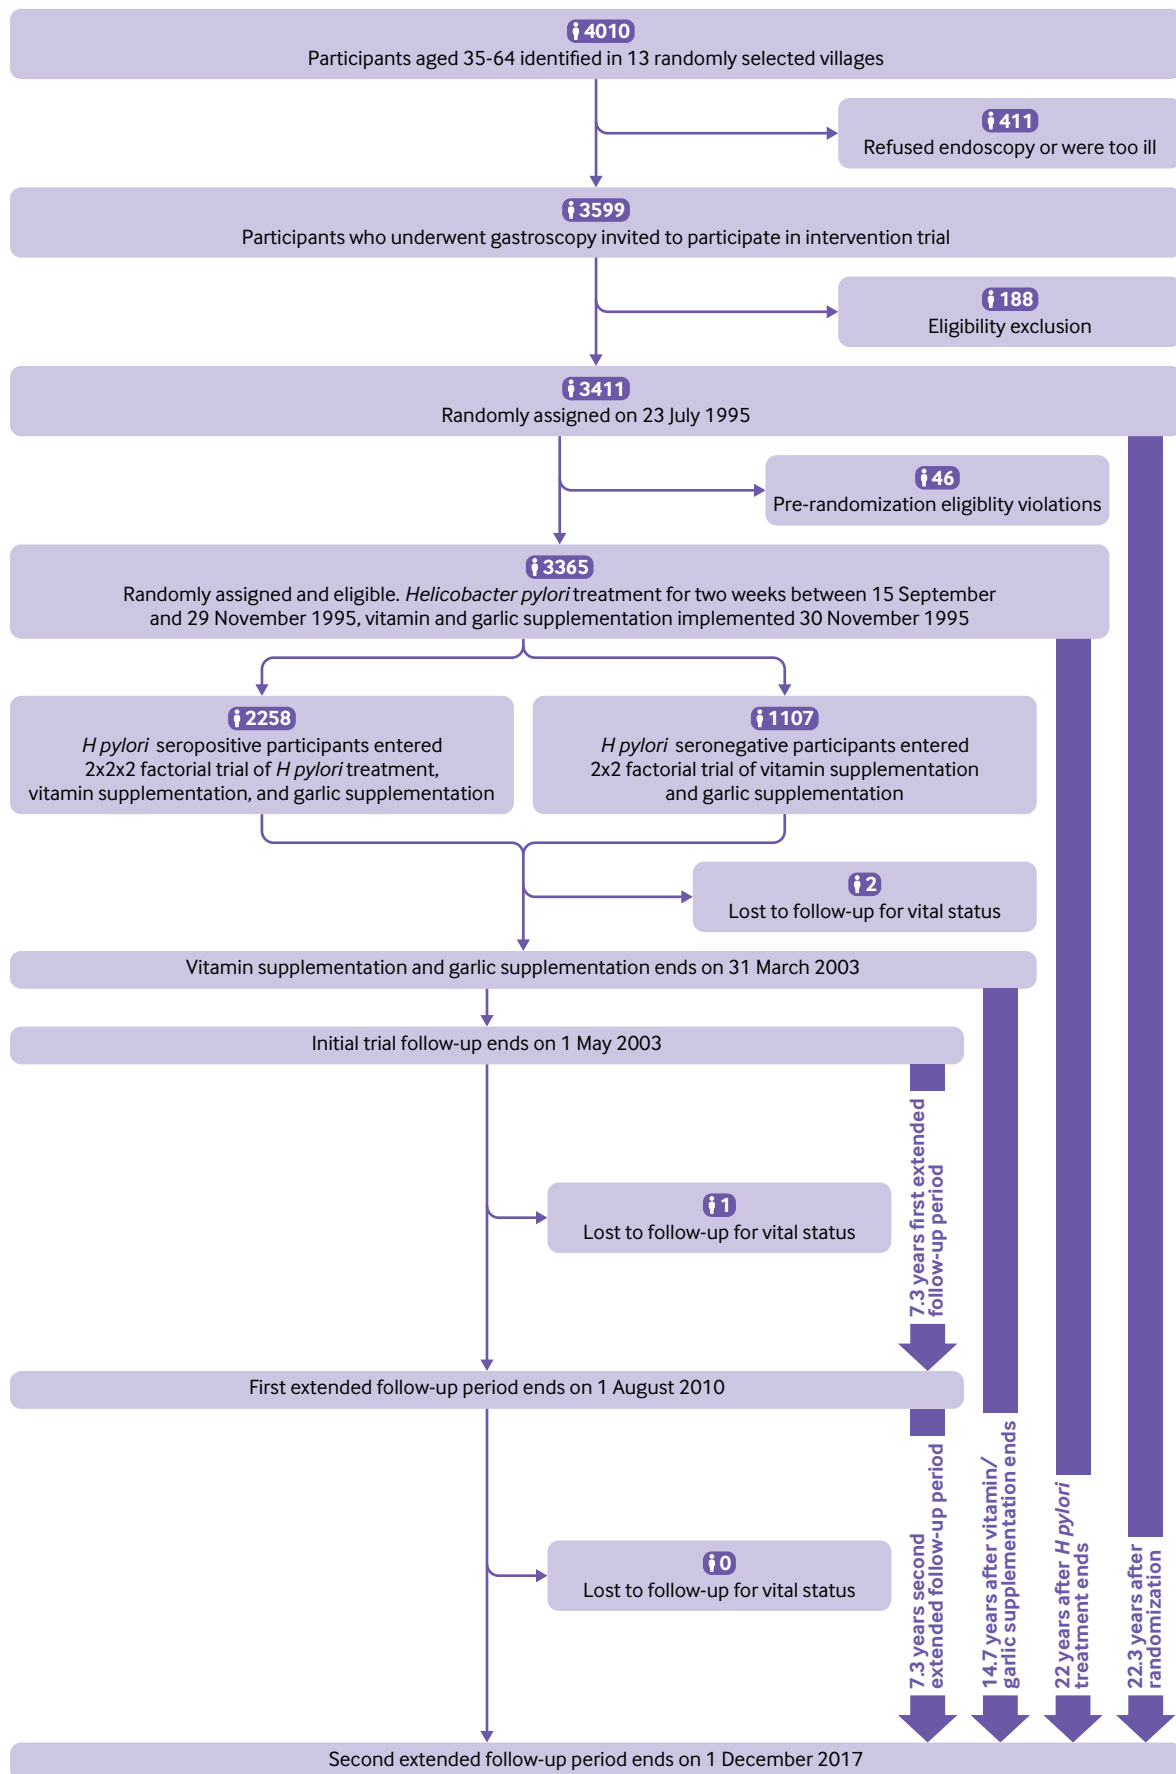 4010
Participants aged 35-64 identified in 13 randomly selected villages
411
Refused endoscopy or were too ill
3599
Participants who underwent gastroscopy invited to participate in intervention trial
188
Eligibility exclusion
3411
Randomly assigned on 23 July 1995
46
Pre-randomization eligiblity violations
3365
Randomly assigned and eligible. Helicobacter pylori treatment for two weeks between 15 September
and 29 November 1995, vitamin and garlic supplementation implemented 30 November 1995
2258
H pylori seropositive participants entered
2x2x2 factorial trial of H pylori treatment,
vitamin supplementation, and garlic supplementation
1107
H pylori seronegative participants entered
2x2 factorial trial of vitamin supplementation
and garlic supplementation
2
Lost to follow-up for vital status
Vitamin supplementation and garlic supplementation ends on 31 March 2003
Initial trial follow-up ends on 1 May 2003
7.3 years first extended
follow-up period
1
Lost to follow-up for vital status
First extended follow-up period ends on 1 August 2010
0
Lost to follow-up for vital status
7.3 years second
extended follow-up period
14.7 years after vitamin/
garlic supplementation ends
22 years after H pylori
treatment ends
22.3 years after
randomization
Second extended follow-up period ends on 1 December 2017